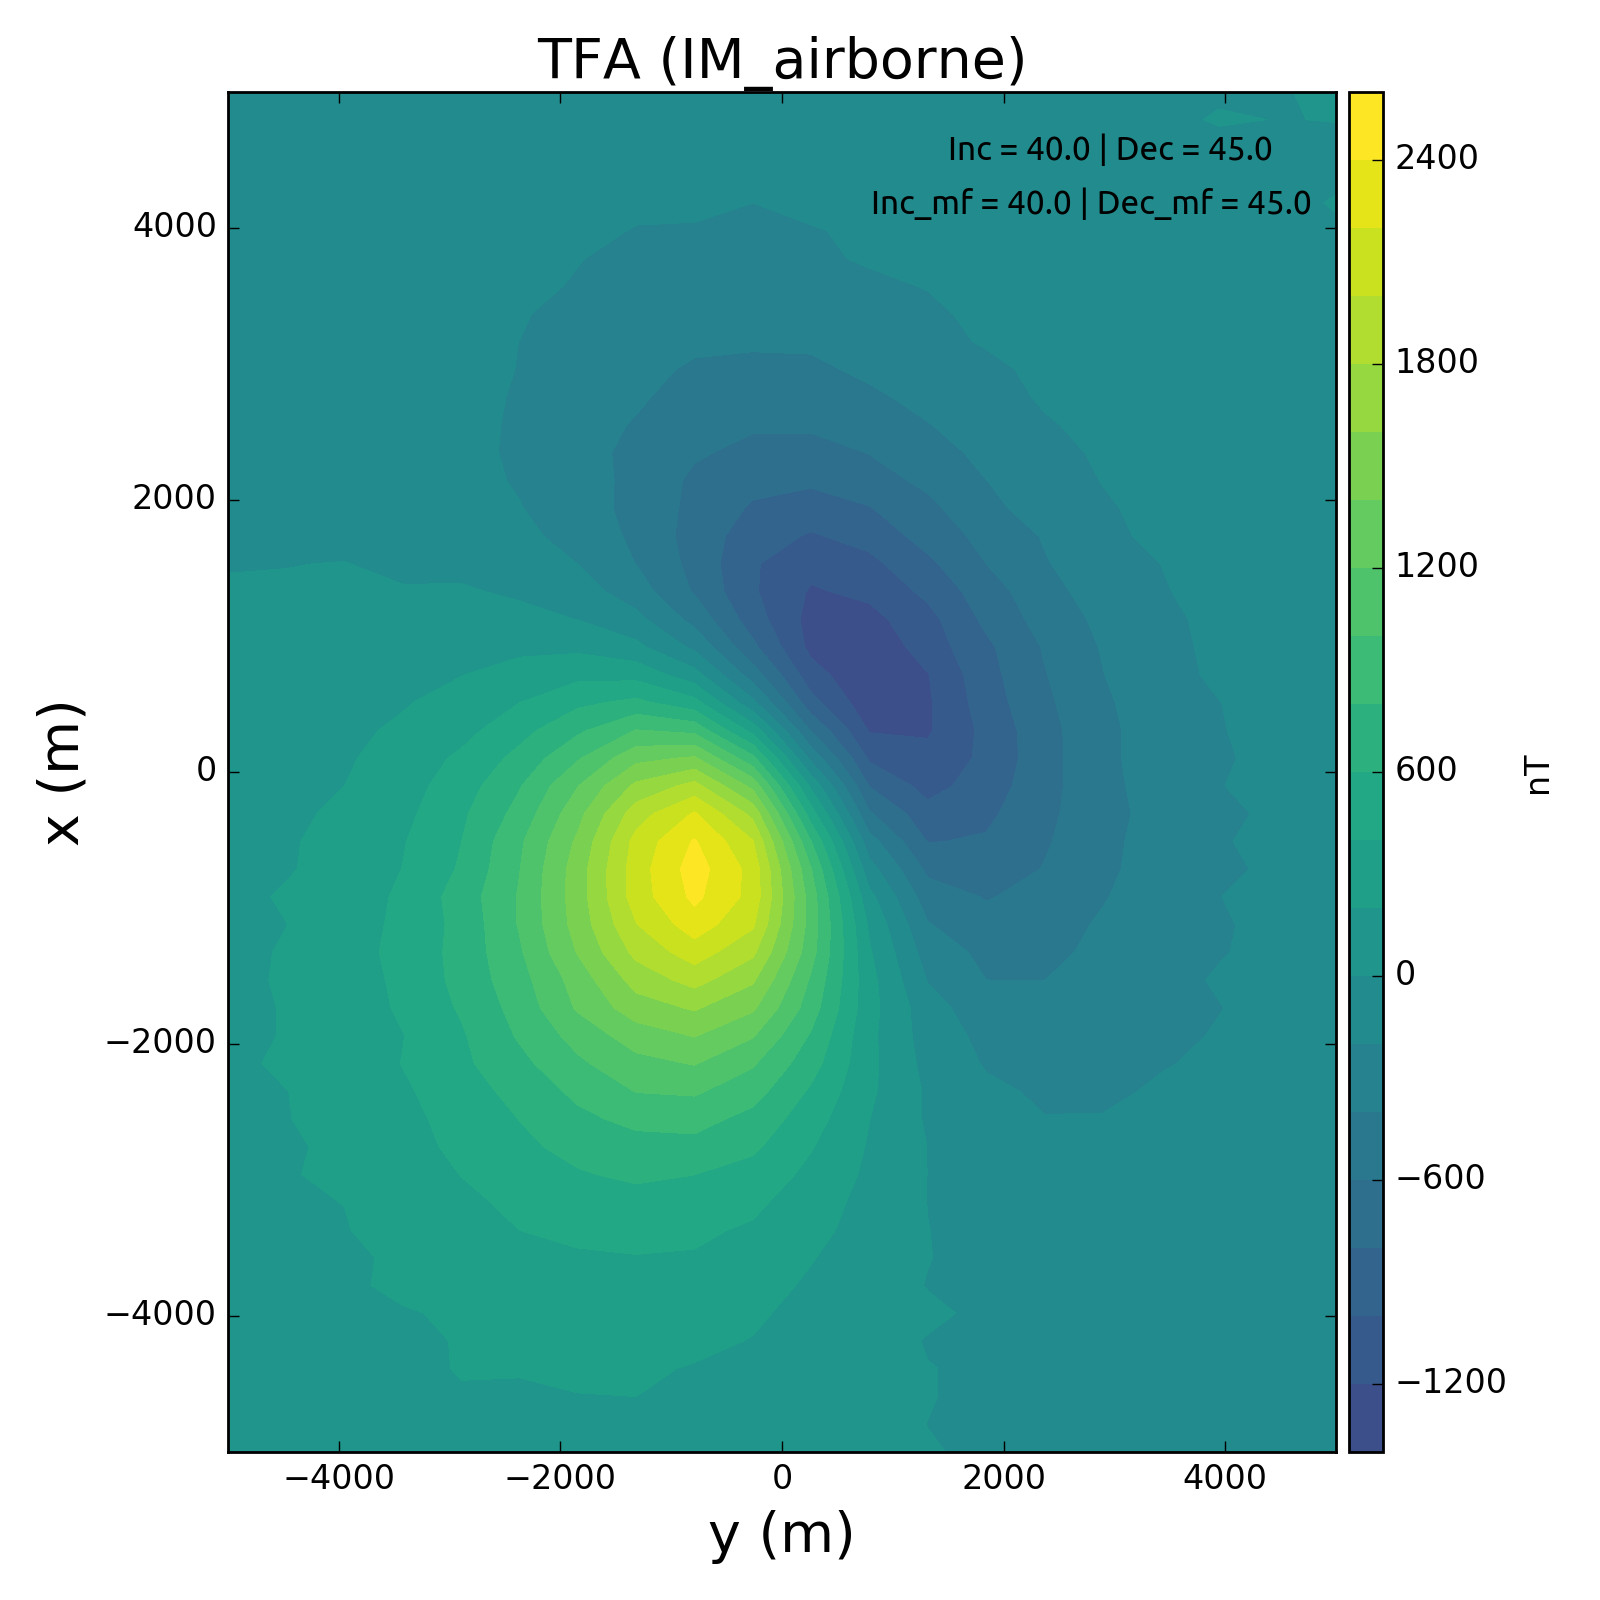 TFA (IM_airborne)
Inc = 40.0 | Dec = 45.0
Inc_mf = 40.0 | Dec_mf = 45.0
x (m)
4000
2000
0
−2000
−4000
−4000
−2000
0
2000
4000
y (m)
2400
1800
1200
600
0
−600
−1200
nT